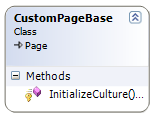 CustomPageBase
Class
Page
Methods
InitializeCulture()...